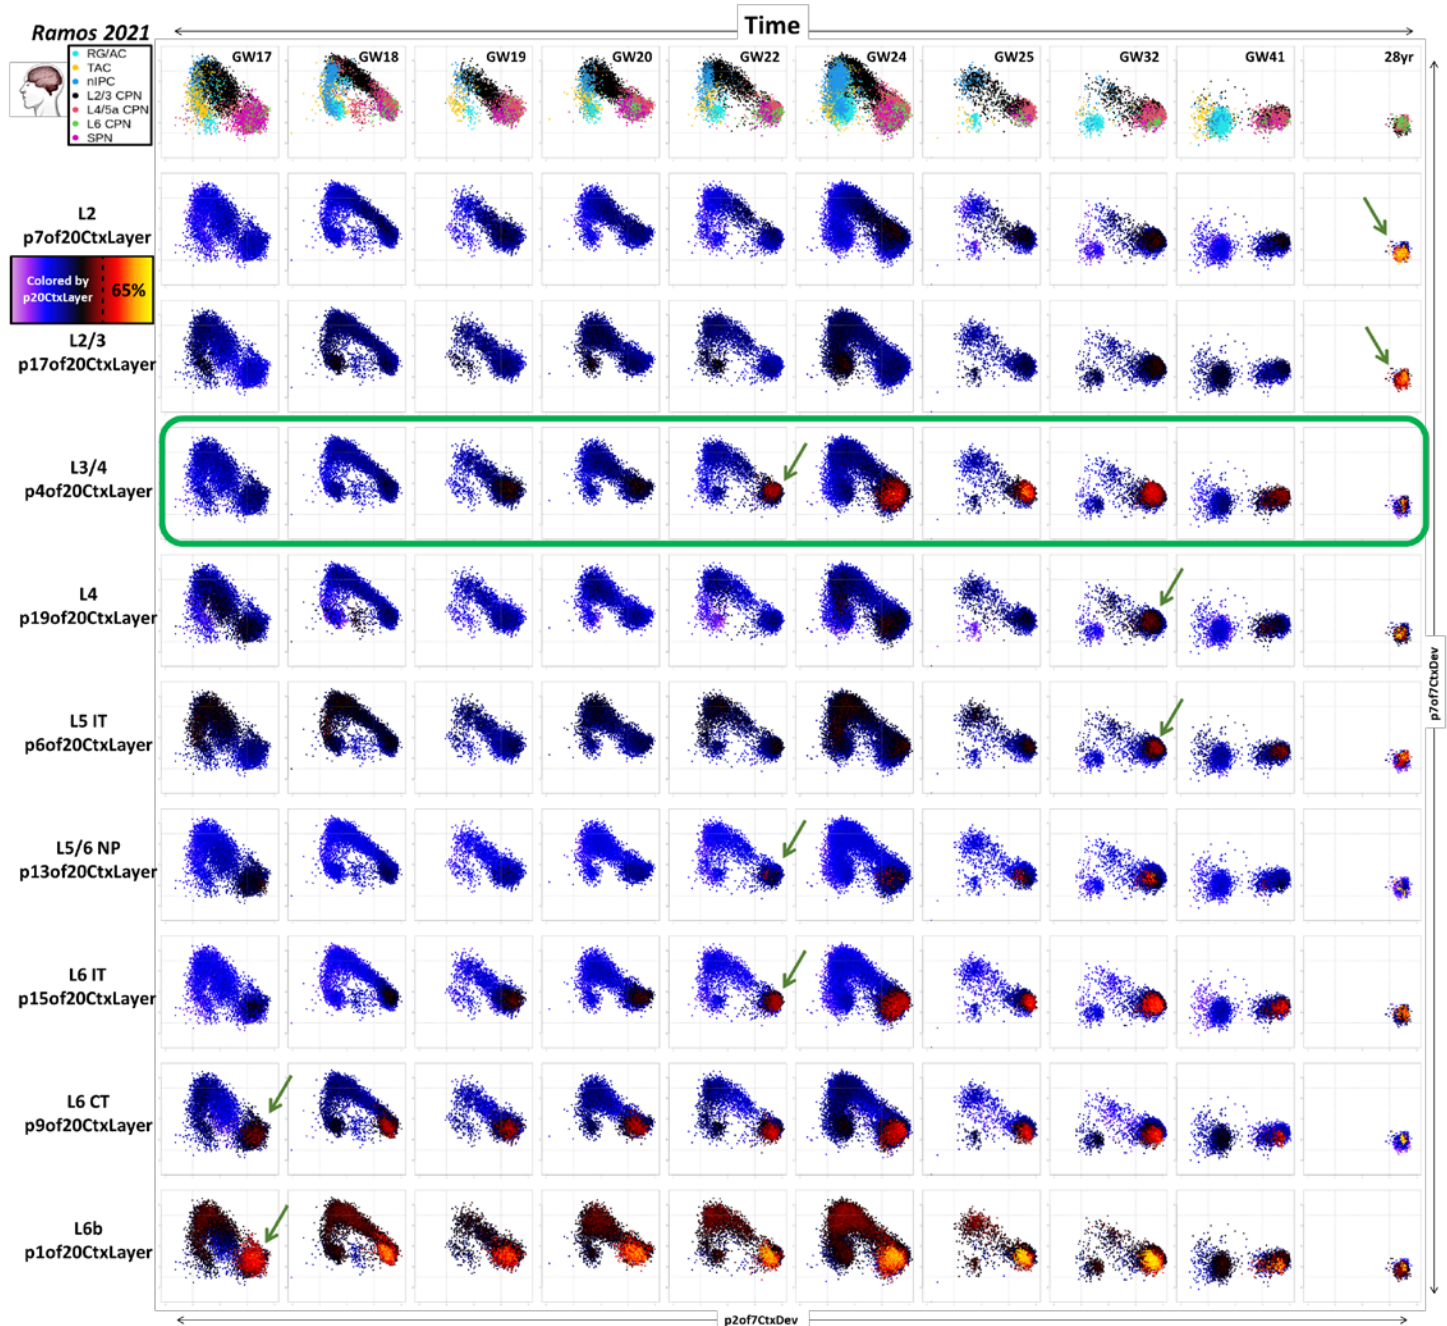 Time
Ramos 2021
RG/AC
TAC
nIPC
L2/3 CPN
L4/5a CPN
L6 CPN
SPN
GW17
GW18
GW19
GW20
GW22
GW24
GW25
GW32
GW41
28yr
L2
p7of20CtxLayer
Colored by
p20CtxLayer
65%
L2/3
p17of20CtxLayer
L3/4
p4of20CtxLayer
L4
p19of20CtxLayer
L5 IT
p6of20CtxLayer
L5/6 NP
p13of20CtxLayer
L6 IT
p15of20CtxLayer
L6 CT
p9of20CtxLayer
L6b
p1of20CtxLayer
p7of7CtxDev
p2of7CtxDev